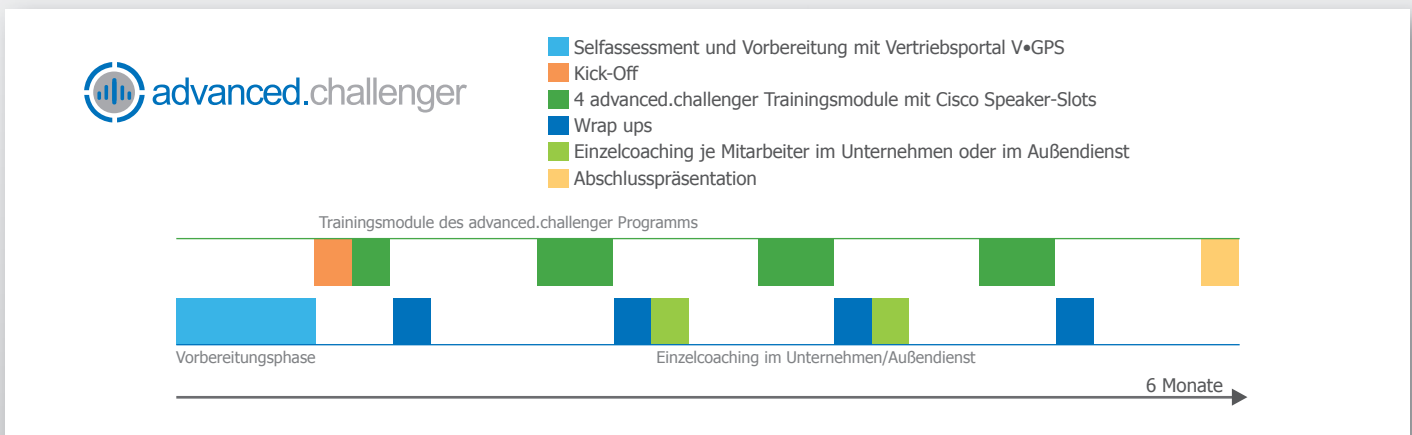 advanced.challenger
Selfassessment und Vorbereitung mit Vertriebsportal V•GPS
Kick-Off
4 advanced.challenger Trainingsmodule mit Cisco Speaker-Slots
Wrap ups
Einzelcoaching je Mitarbeiter im Unternehmen oder im Außendienst
Abschlusspräsentation
Trainingsmodule des advanced.challenger Programms
Vorbereitungsphase
Einzelcoaching im Unternehmen/Außendienst
6 Monate